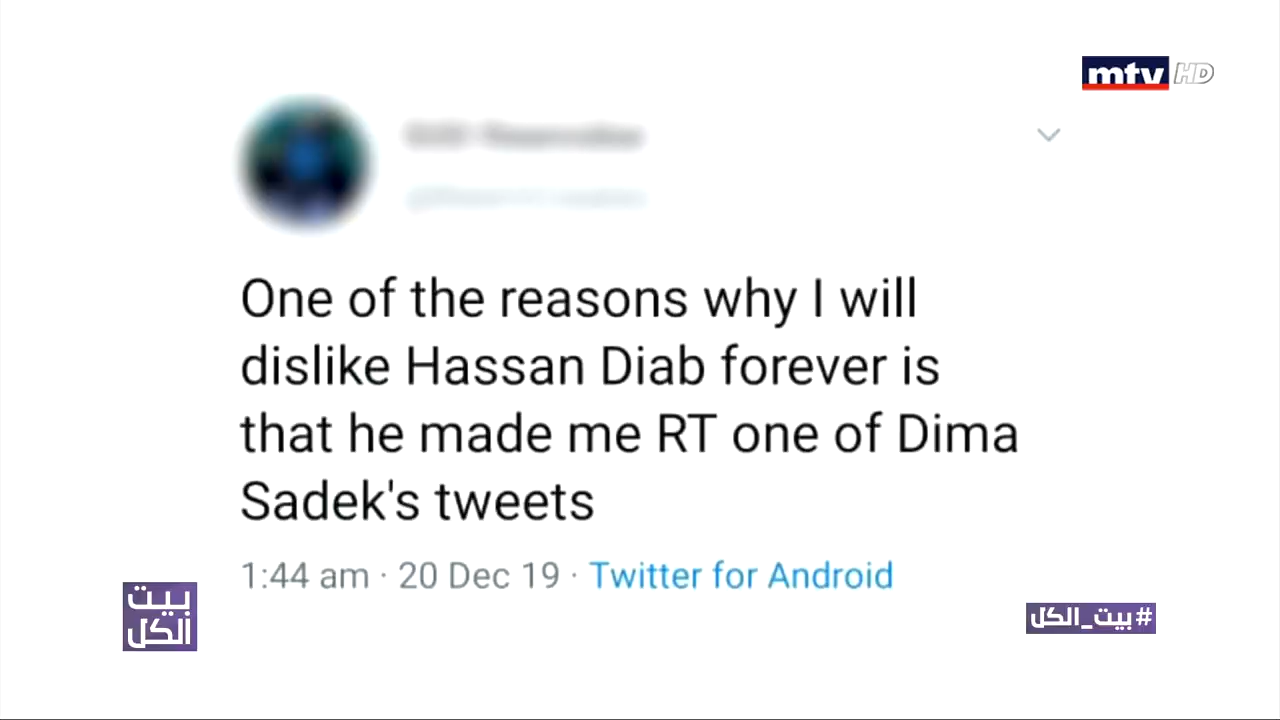 mtv HD
One of the reasons why I will
dislike Hassan Diab forever is
that he made me RT one of Dima
Sadek's tweets
1:44 am · 20 Dec 19 · Twitter for Android
بيت
الكل
#بيت_الكل